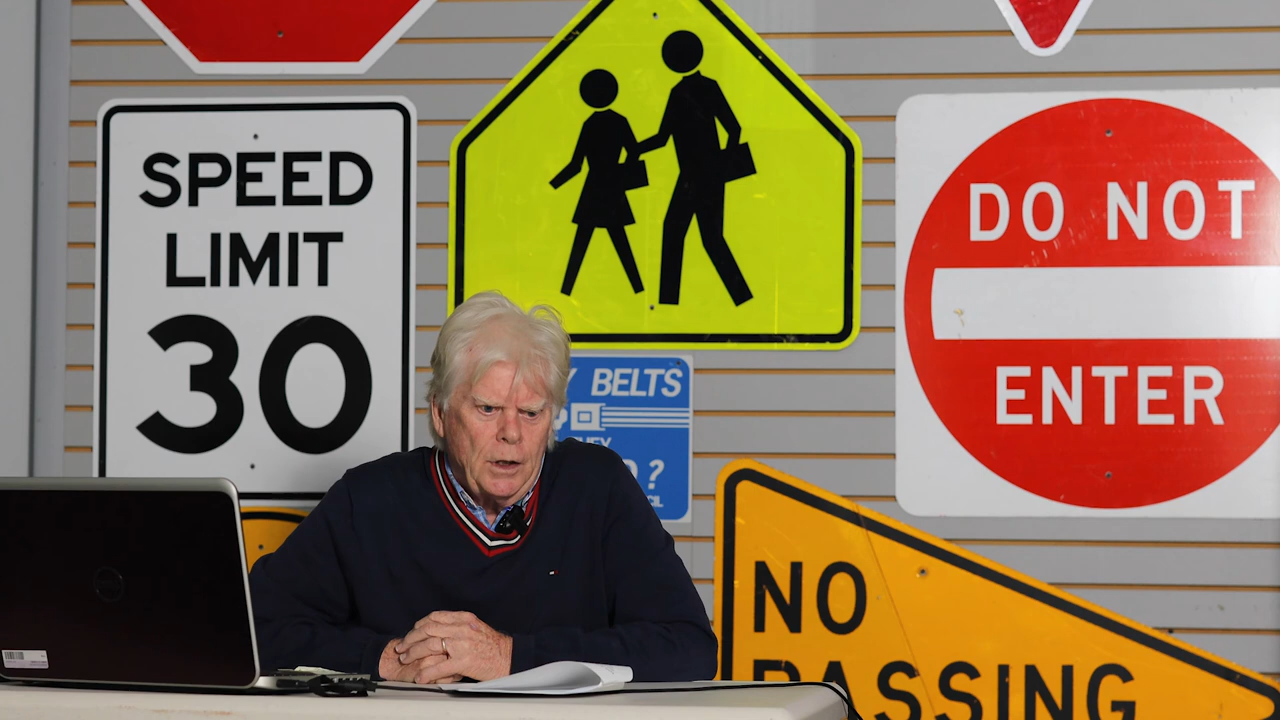 SPEED
LIMIT
30
BELTS
?
DO NOT
ENTER
NO
PASSING